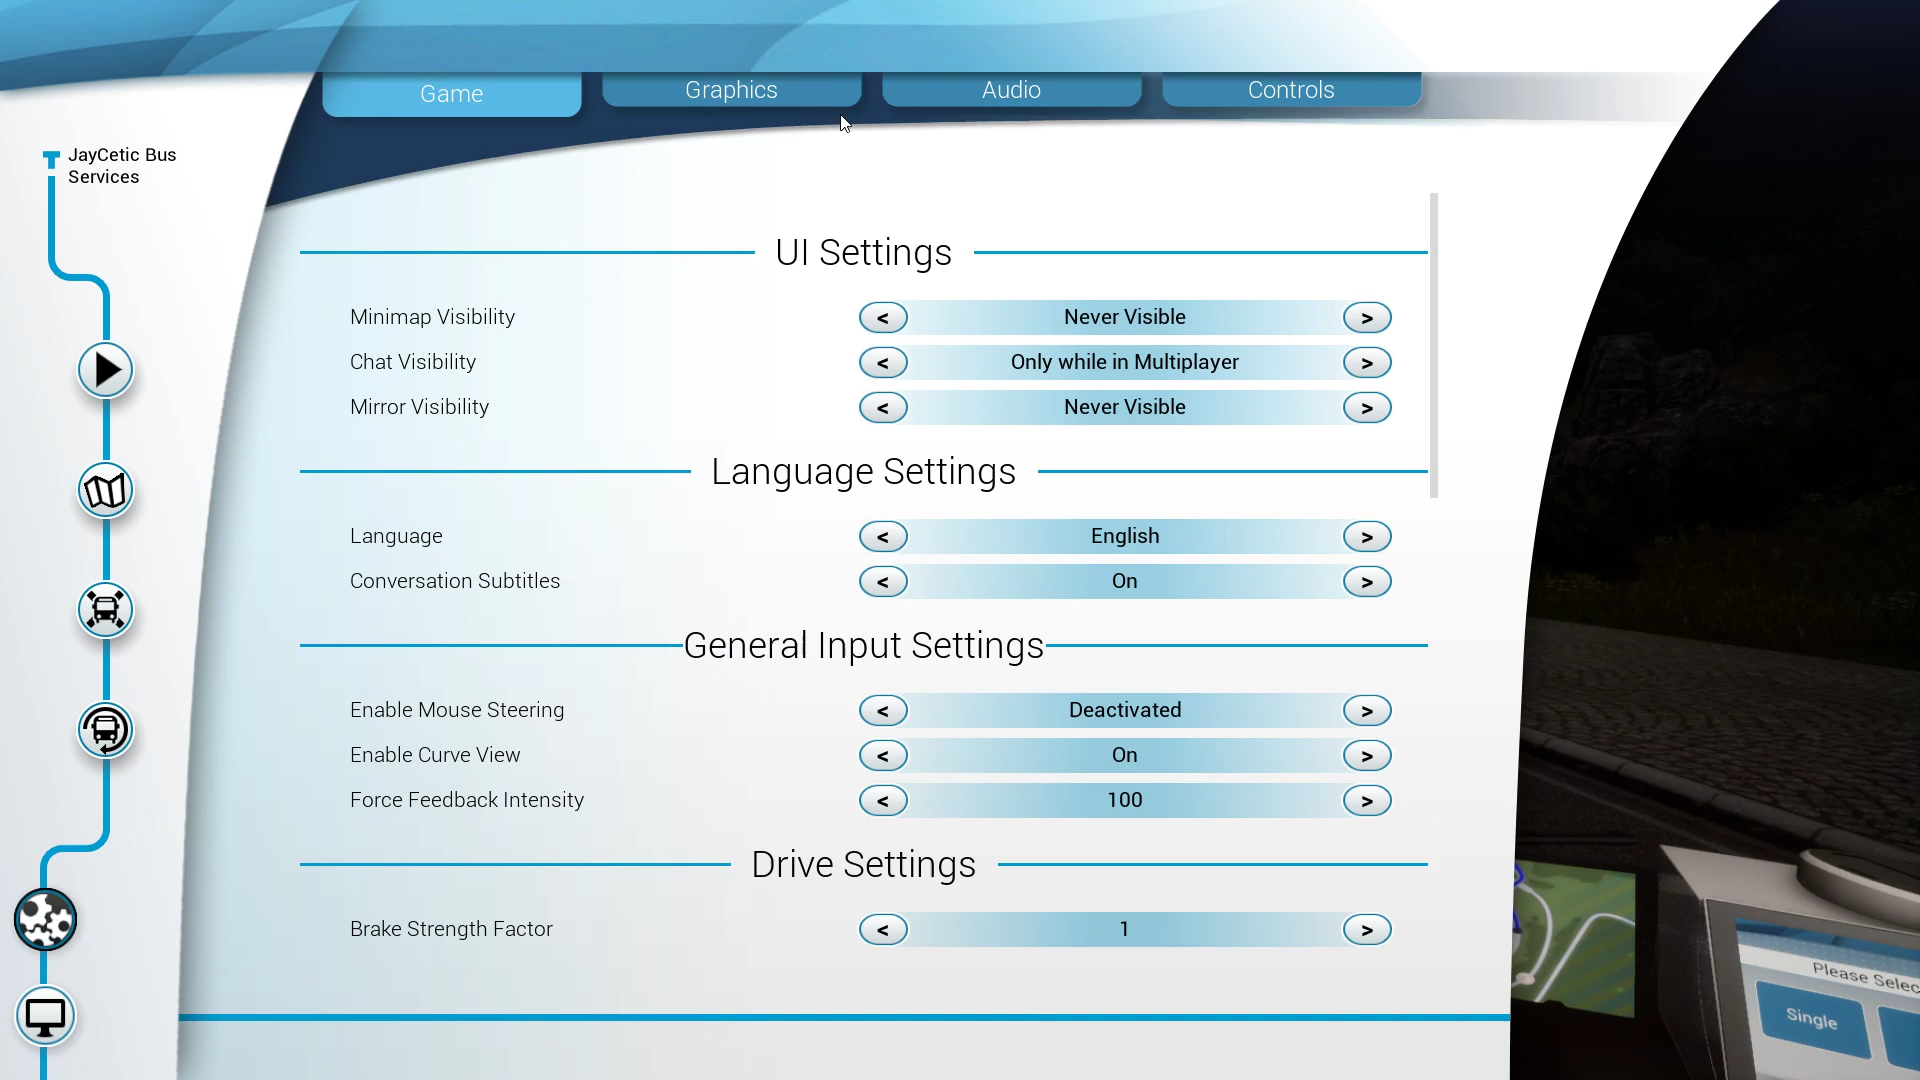 Game
Graphics
Audio
Controls
JayCetic Bus
Services
UI Settings
Minimap Visibility
<
Never Visible
>
Chat Visibility
<
Only while in Multiplayer
>
Mirror Visibility
<
Never Visible
>
Language Settings
Language
<
English
>
Conversation Subtitles
<
On
>
General Input Settings
Enable Mouse Steering
<
Deactivated
>
Enable Curve View
<
On
>
Force Feedback Intensity
<
100
>
Drive Settings
Brake Strength Factor
<
1
>
Please Selec
Single